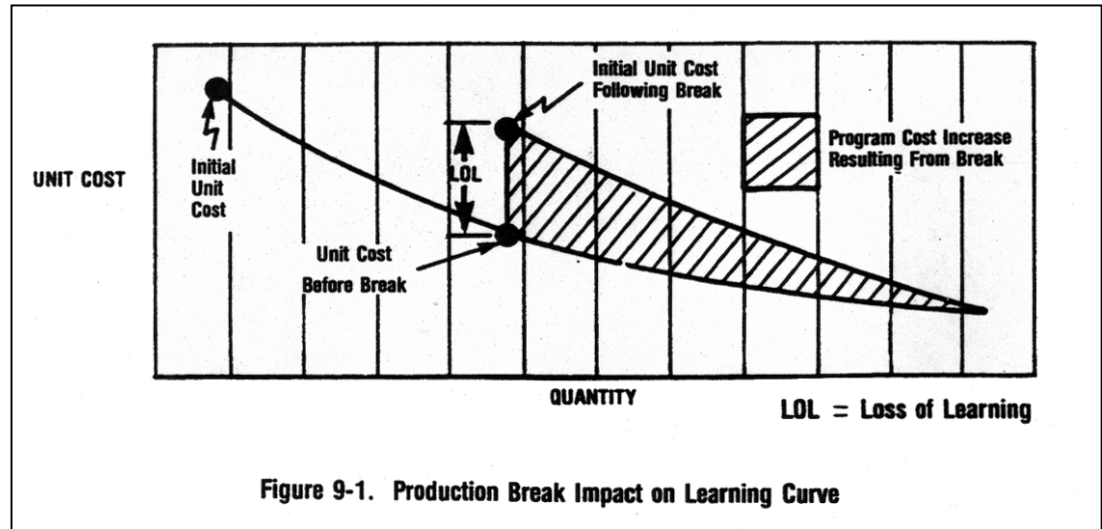 Initial Unit Cost
Following Break
Program Cost Increase
Resulting From Break
UNIT COST
Initial
Unit
Cost
LOL
Unit Cost
Before Break
QUANTITY
LOL = Loss of Learning
Figure 9-1. Production Break Impact on Learning Curve